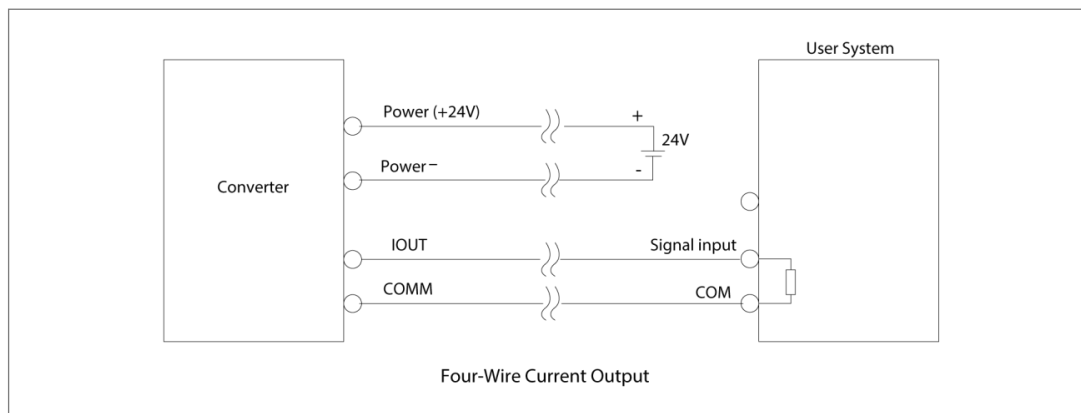 User System
Power (+24V)
+
24V
Power−
-
Converter
IOUT
Signal input
COMM
COM
Four-Wire Current Output